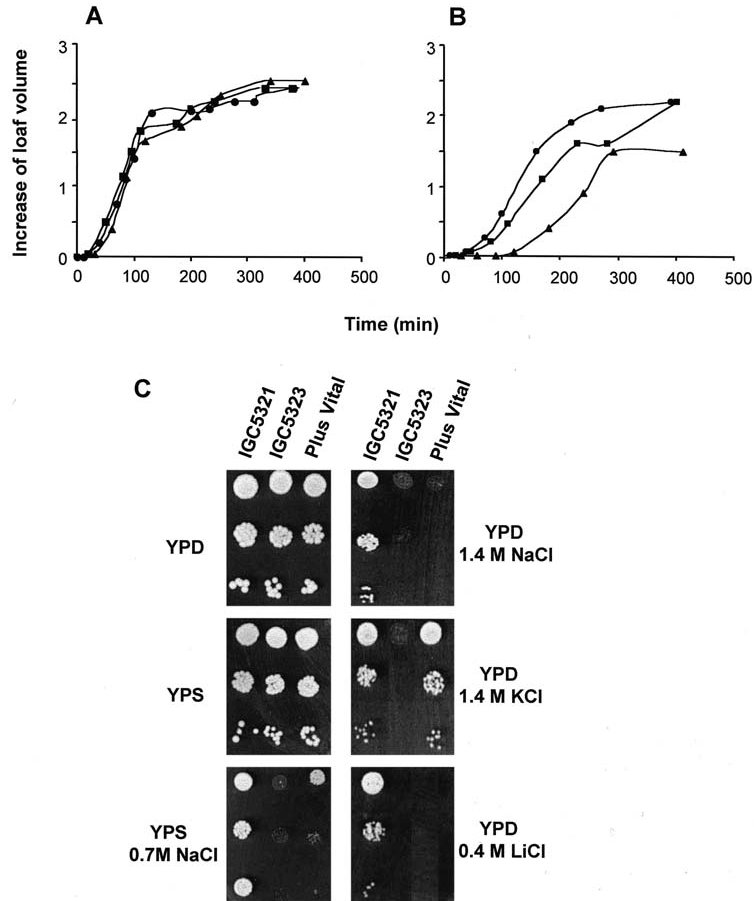 A
B
3
2
1
0
0
100
200
300
400
500
3
2
1
0
0
100
200
300
400
500
Increase of loaf volume
Time (min)
C
IGC5321
IGC5323
Plus Vital
IGC5321
IGC5323
Plus Vital
YPD
YPD
1.4 M NaCl
YPS
YPD
1.4 M KCl
YPS
0.7M NaCl
YPD
0.4 M LiCl